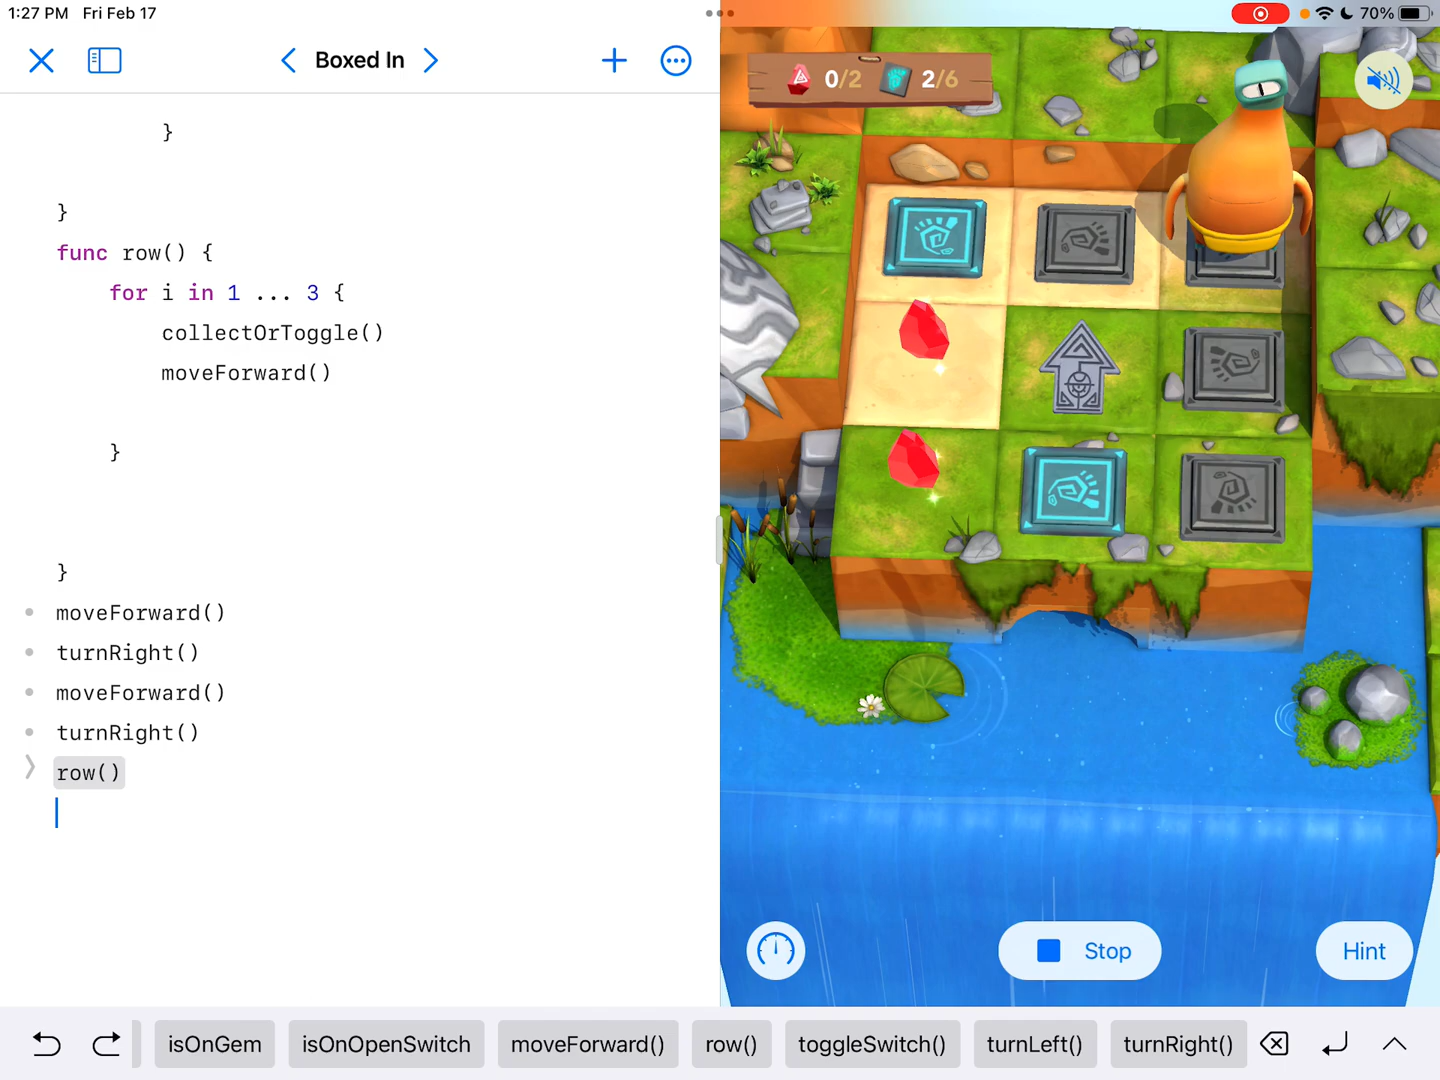 1:27 PM Fri Feb 17
70%
Boxed In
}
}
func row() {
for i in 1 ... 3 {
collectOrToggle()
moveForward()
}
}
moveForward()
turnRight()
moveForward()
turnRight()
row()
0/2 2/6
Stop
Hint
isOnGem isOnOpenSwitch moveForward() row() toggleSwitch() turnLeft() turnRight()